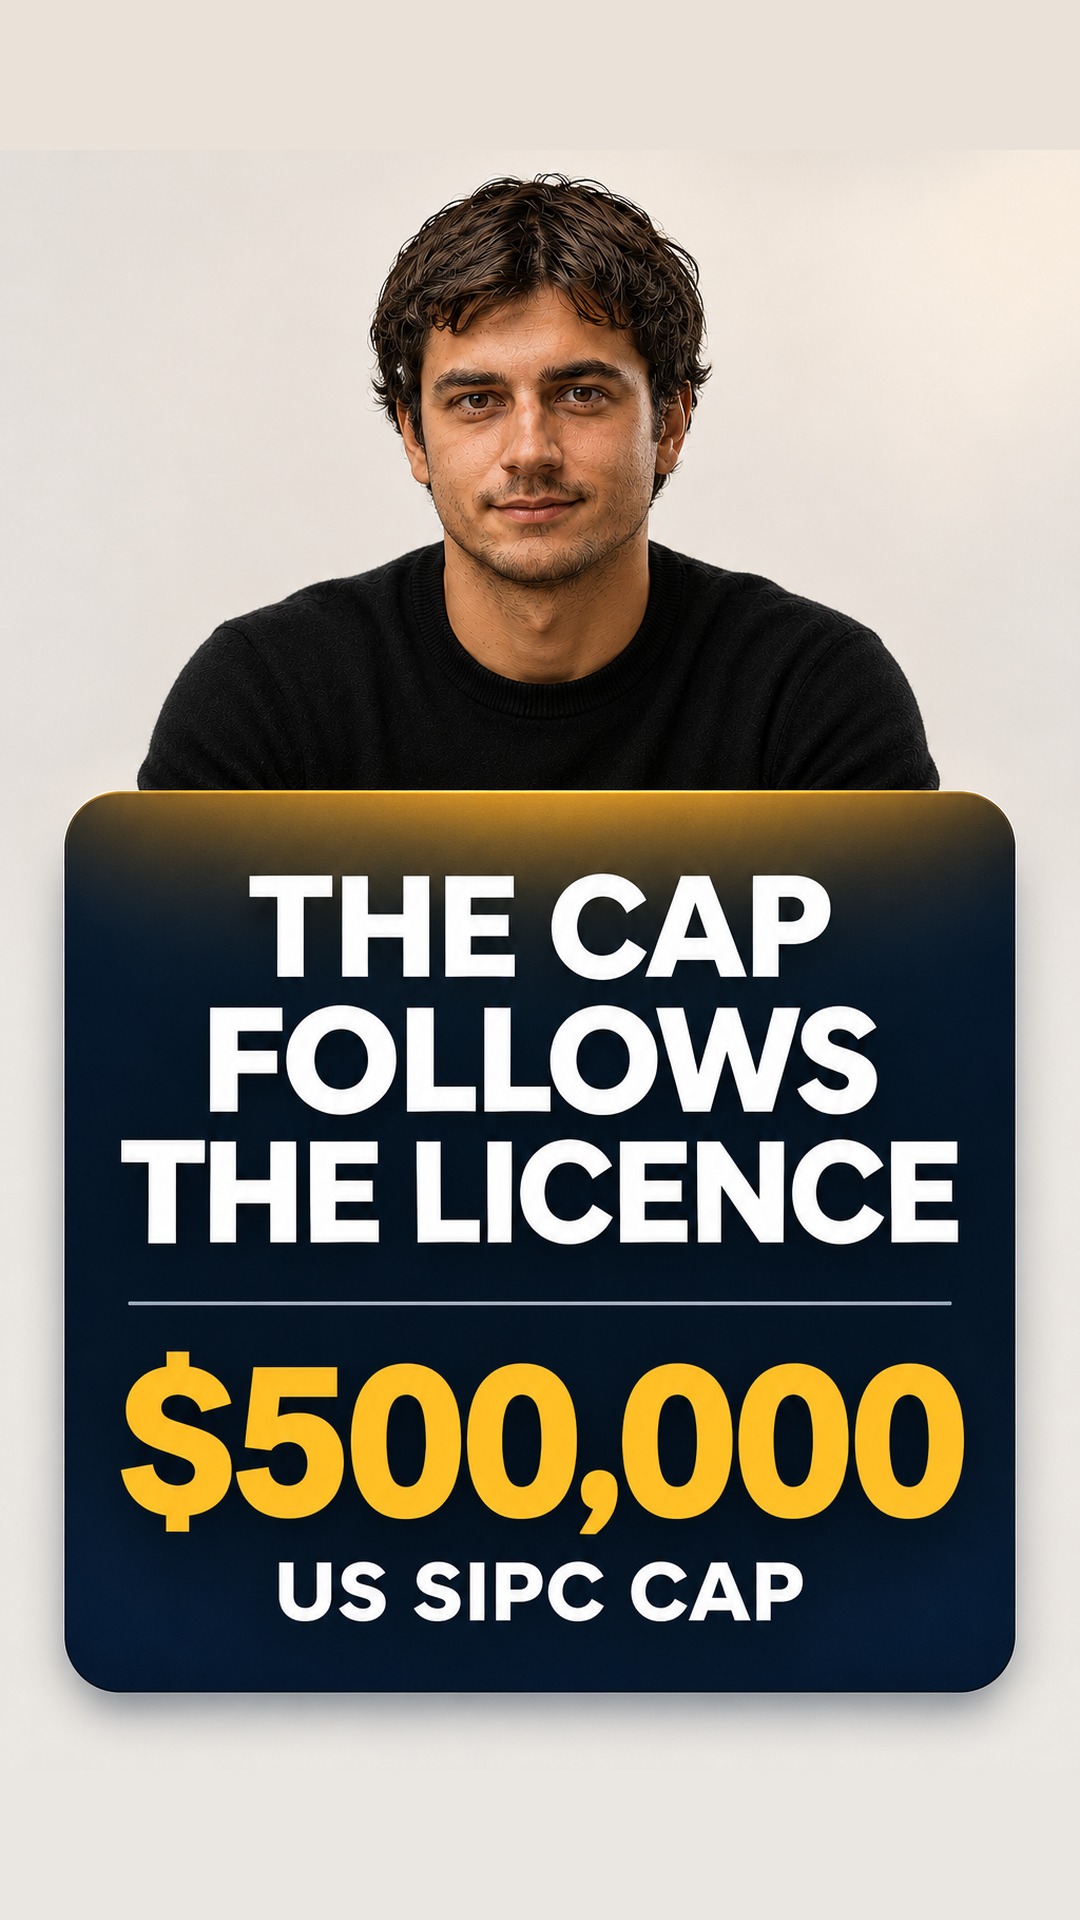 THE CAP
FOLLOWS
THE LICENCE
$500,000
US SIPC CAP